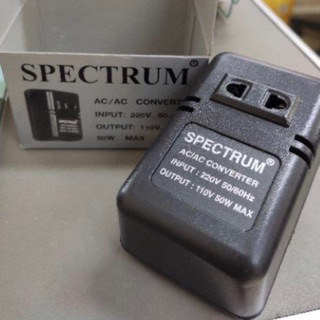 SPECTRUM®
AC/AC CONVERTER
INPUT: 220V, 50/
OUTPUT: 110V
50W MAX
SPECTRUM®
AC/AC CONVERTER
INPUT : 220V 50/60Hz
OUTPUT : 110V 50W MAX